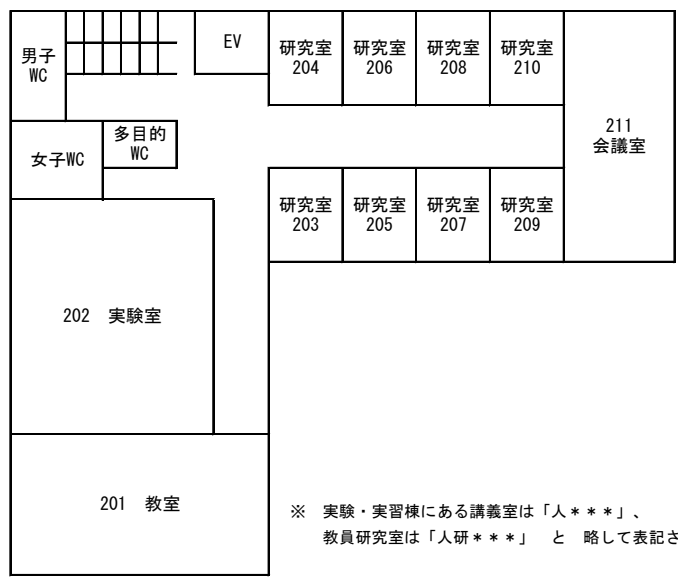 男子
WC
EV
研究室
204
研究室
206
研究室
208
研究室
210
211
会議室
女子WC
多目的
WC
研究室
203
研究室
205
研究室
207
研究室
209
202　実験室
201　教室
※　実験・実習棟にある講義室は「人＊＊＊」、
教員研究室は「人研＊＊＊」　と　略して表記さ